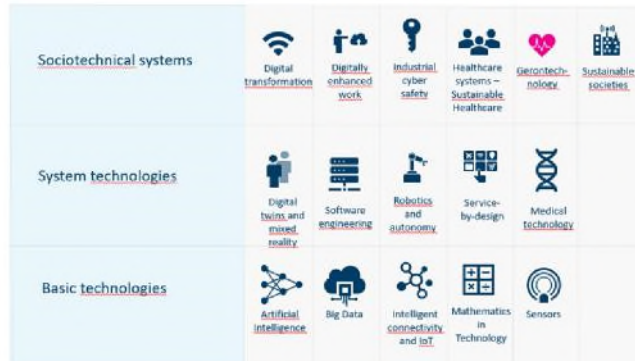 Sociotechnical systems
Digital
transformation
Digitally
enhanced
work
Industrial
cyber
safety
Healthcare
systems –
Sustainable
Healthcare
Gerontech-
nology
Sustainable
societies
System technologies
Digital
twins and
mixed
reality
Software
engineering
Robotics
and
autonomy
Service-
by-design
Medical
technology
Basic technologies
Artificial
Intelligence
Big Data
Intelligent
connectivity
and IoT
Mathematics
in
Technology
Sensors